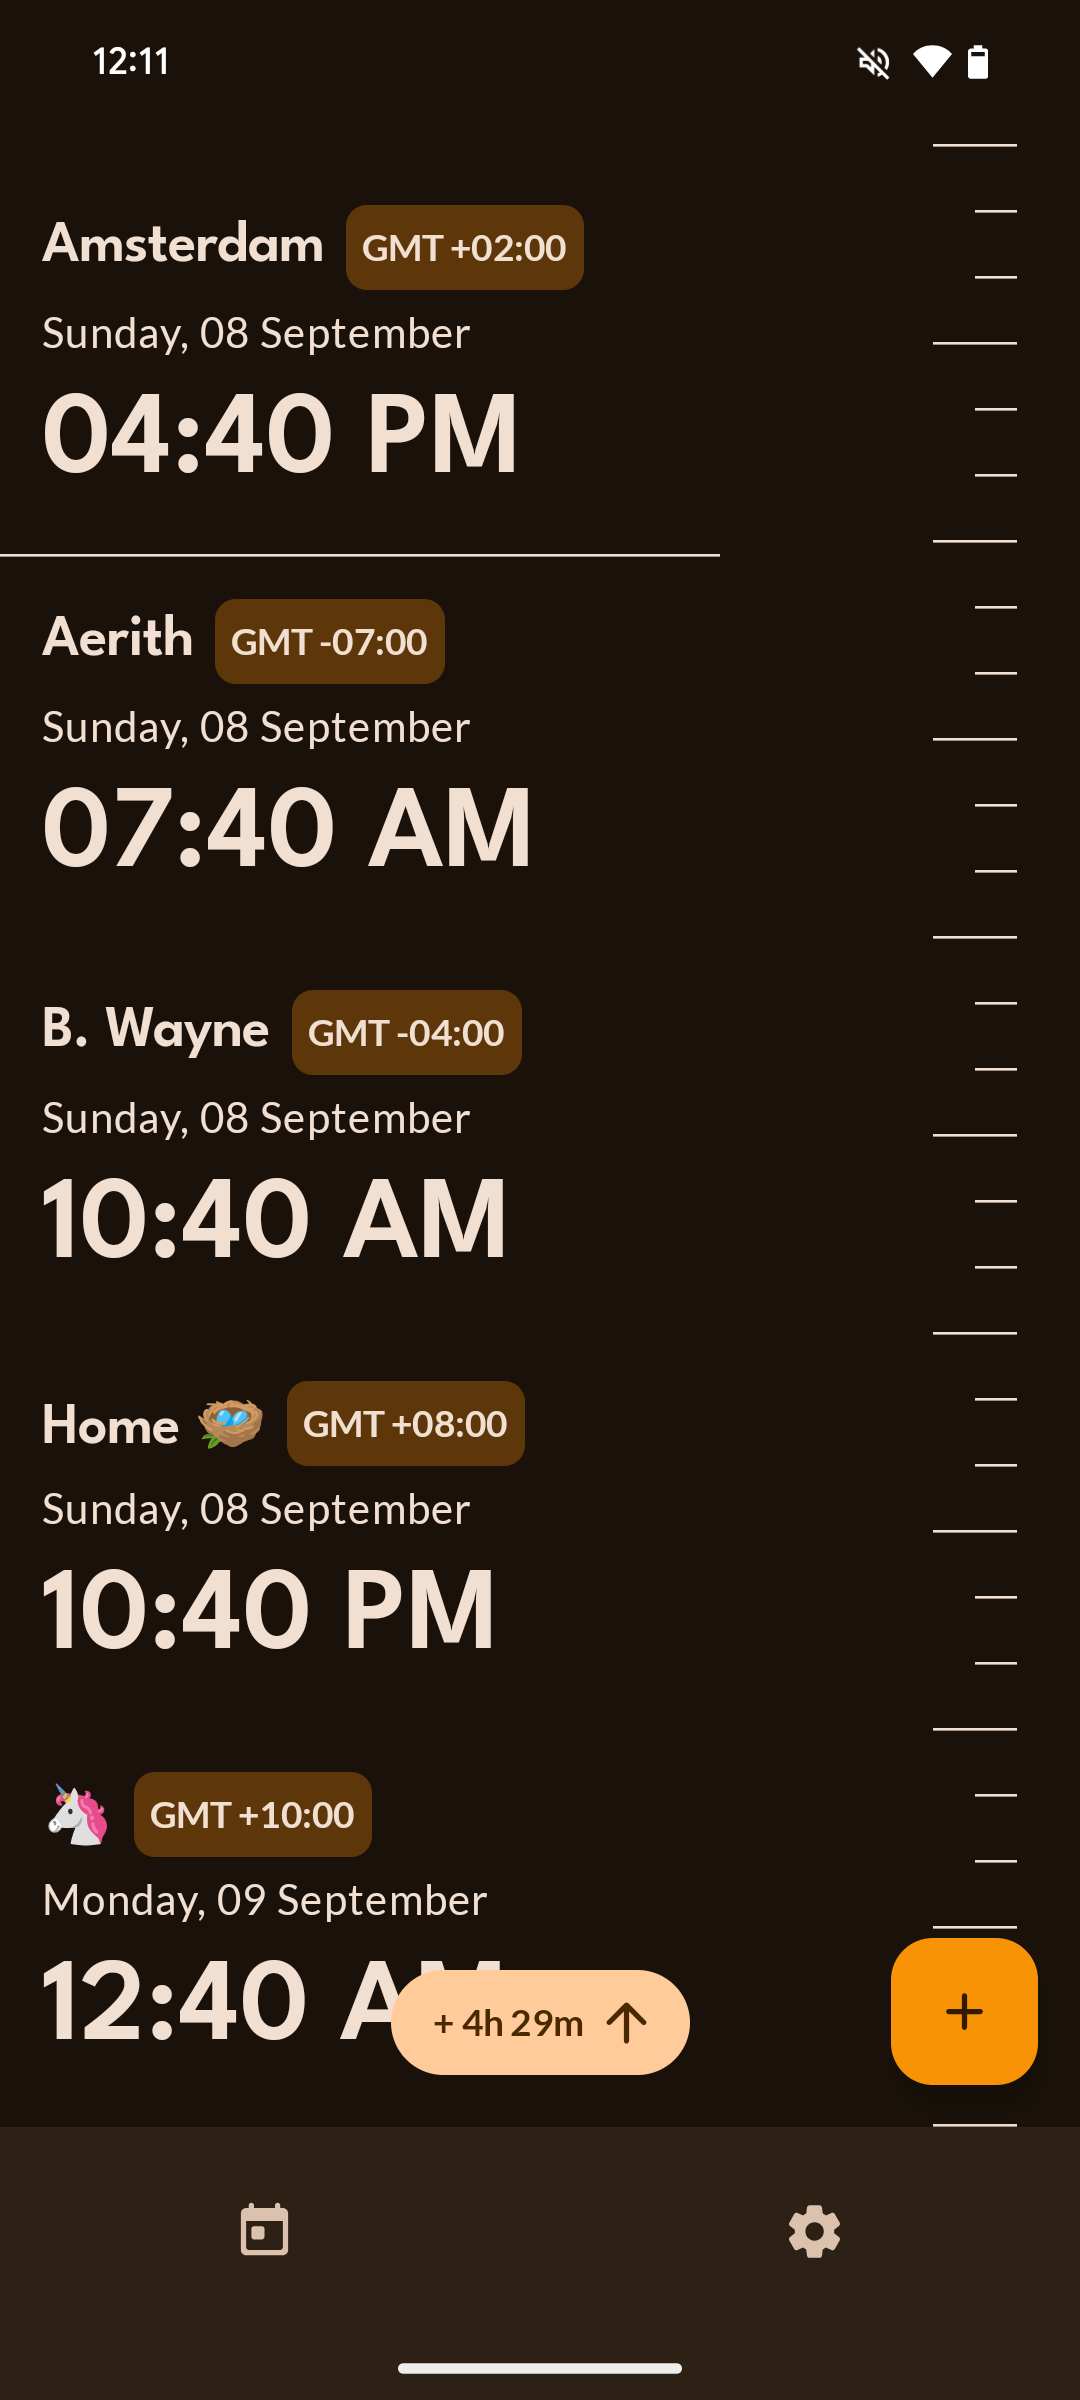 12:11
Amsterdam GMT +02:00
Sunday, 08 September
04:40 PM
Aerith GMT -07:00
Sunday, 08 September
07:40 AM
B. Wayne GMT -04:00
Sunday, 08 September
10:40 AM
Home GMT +08:00
Sunday, 08 September
10:40 PM
GMT +10:00
Monday, 09 September
12:40 AM
+ 4h 29m